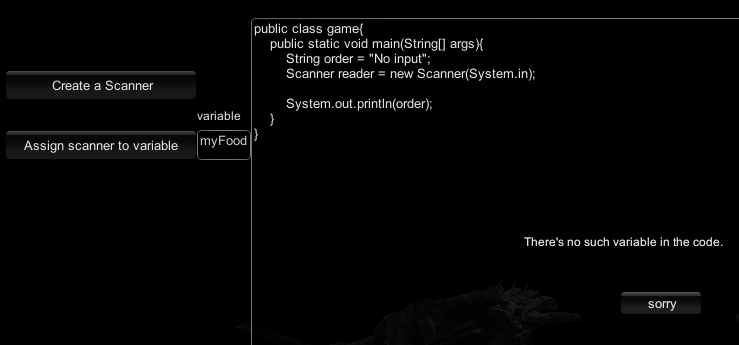 public class game{
public static void main(String[] args){
String order = "No input";
Scanner reader = new Scanner(System.in);
System.out.println(order);
}
}
Create a Scanner
variable
Assign scanner to variable
myFood
There's no such variable in the code.
sorry